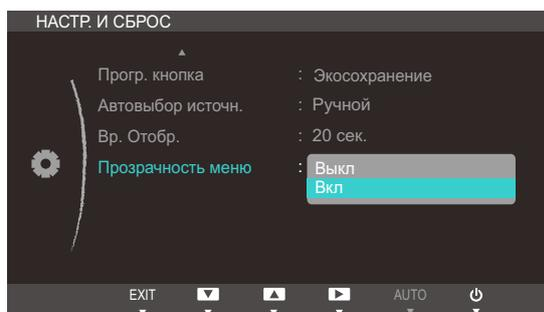 НАСТР. И СБРОС
Прогр. кнопка : Экосохранение
Автовыбор источн. : Ручной
Вр. Отобр. : 20 сек.
Прозрачность меню : Выкл
Вкл
EXIT AUTO